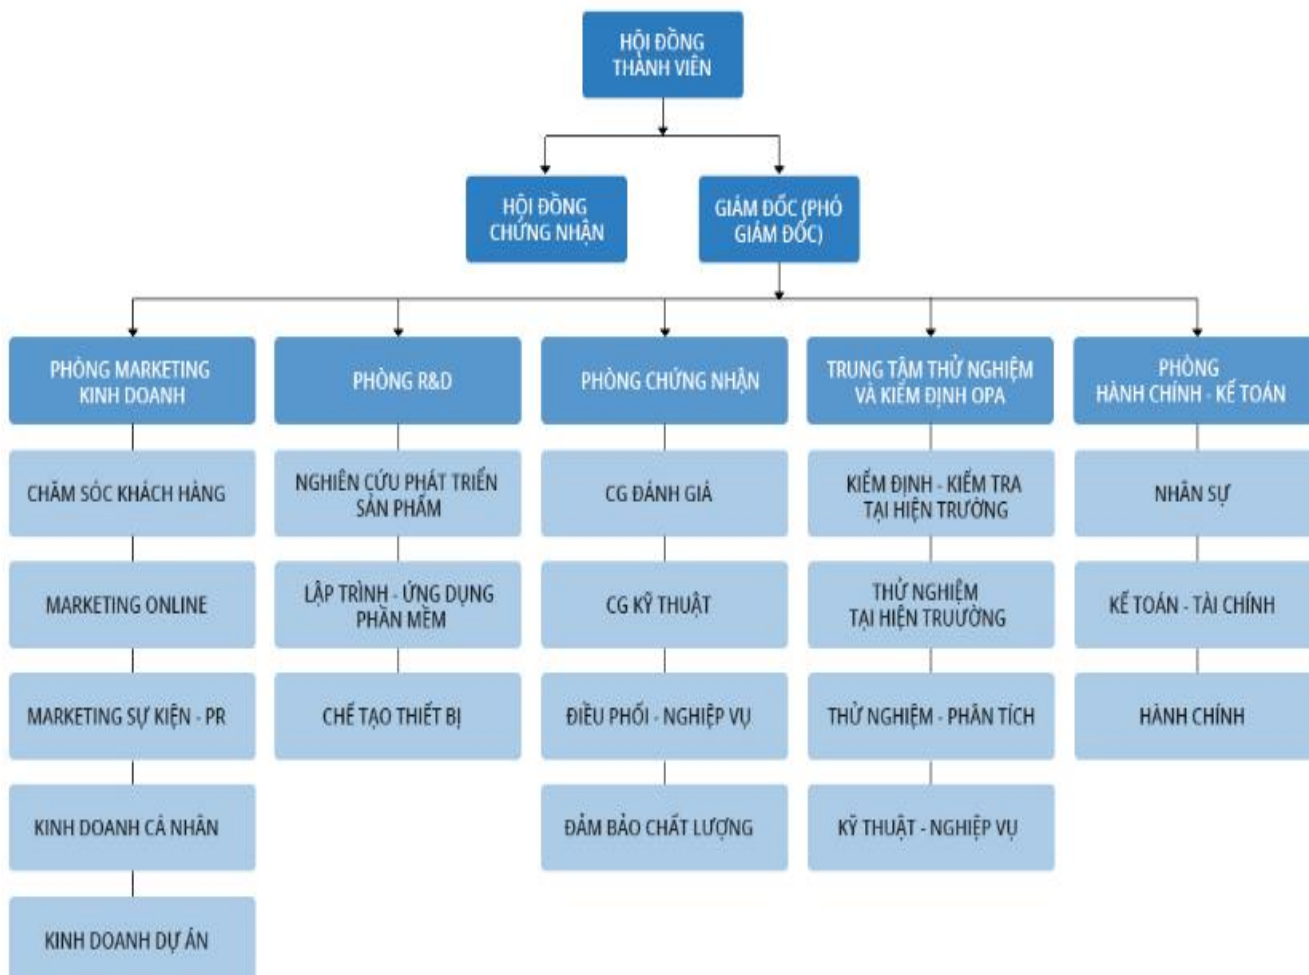 HỘI ĐỒNG
THÀNH VIÊN
HỘI ĐỒNG
CHỨNG NHẬN
GIÁM ĐỐC (PHÓ
GIÁM ĐỐC)
PHÒNG MARKETING
KINH DOANH
CHĂM SÓC KHÁCH HÀNG
MARKETING ONLINE
MARKETING SỰ KIỆN - PR
KINH DOANH CÁ NHÂN
KINH DOANH DỰ ÁN
PHÒNG R&D
NGHIÊN CỨU PHÁT TRIỂN
SẢN PHẨM
LẬP TRÌNH - ỨNG DỤNG
PHẦN MỀM
CHẾ TẠO THIẾT BỊ
PHÒNG CHỨNG NHẬN
CG ĐÁNH GIÁ
CG KỸ THUẬT
ĐIỀU PHỐI - NGHIỆP VỤ
ĐẢM BẢO CHẤT LƯỢNG
TRUNG TÂM THỬ NGHIỆM
VÀ KIỂM ĐỊNH OPA
KIỂM ĐỊNH - KIỂM TRA
TẠI HIỆN TRƯỜNG
THỬ NGHIỆM
TẠI HIỆN TRUƯỜNG
THỬ NGHIỆM - PHÂN TÍCH
KỸ THUẬT - NGHIỆP VỤ
PHÒNG
HÀNH CHÍNH - KẾ TOÁN
NHÂN SỰ
KẾ TOÁN - TÀI CHÍNH
HÀNH CHÍNH